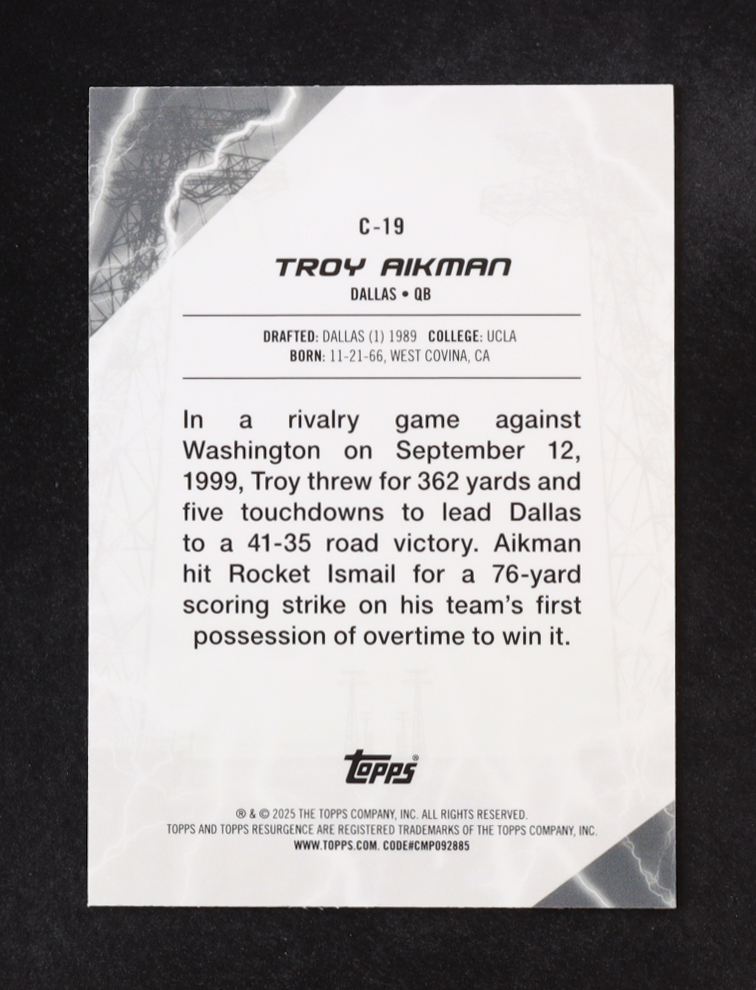 C-19
TROY AIKMAN
DALLAS • QB
DRAFTED: DALLAS (1) 1989 COLLEGE: UCLA
BORN: 11-21-66, WEST COVINA, CA
In a rivalry game against
Washington on September 12,
1999, Troy threw for 362 yards and
five touchdowns to lead Dallas
to a 41-35 road victory. Aikman
hit Rocket Ismail for a 76-yard
scoring strike on his team's first
possession of overtime to win it.
topps®
® & © 2025 THE TOPPS COMPANY, INC. ALL RIGHTS RESERVED.
TOPPS AND TOPPS RESURGENCE ARE REGISTERED TRADEMARKS OF THE TOPPS COMPANY, INC.
WWW.TOPPS.COM. CODE#CMP092885